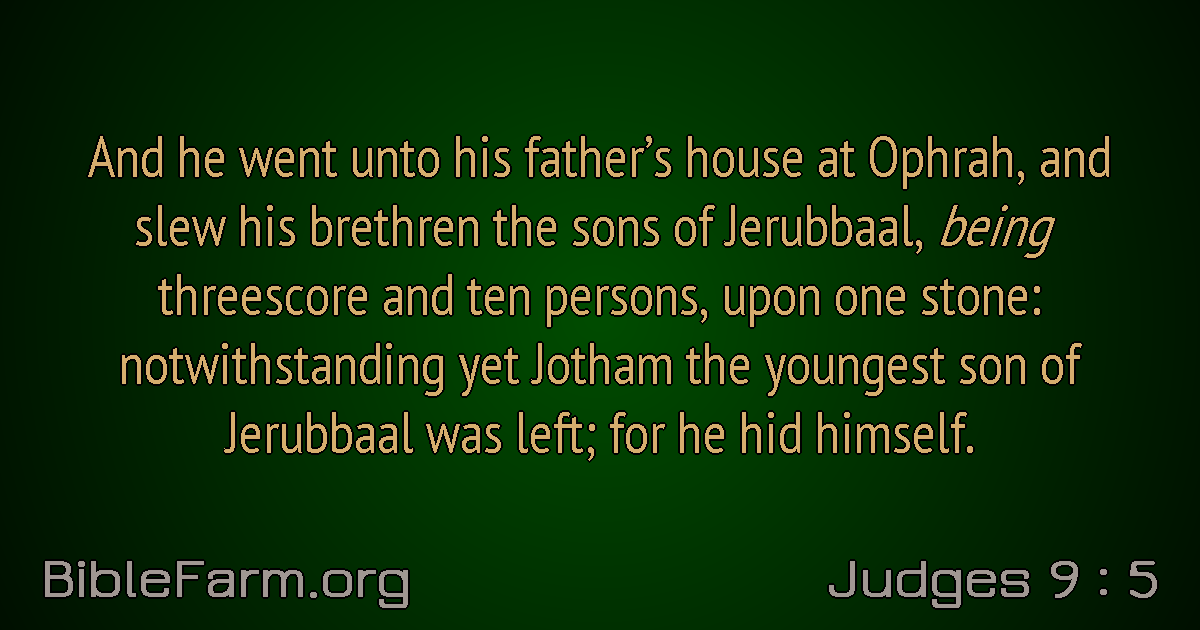 And he went unto his father’s house at Ophrah, and
slew his brethren the sons of Jerubbaal, being
threescore and ten persons, upon one stone:
notwithstanding yet Jotham the youngest son of
Jerubbaal was left; for he hid himself.
BibleFarm.org
Judges 9 : 5